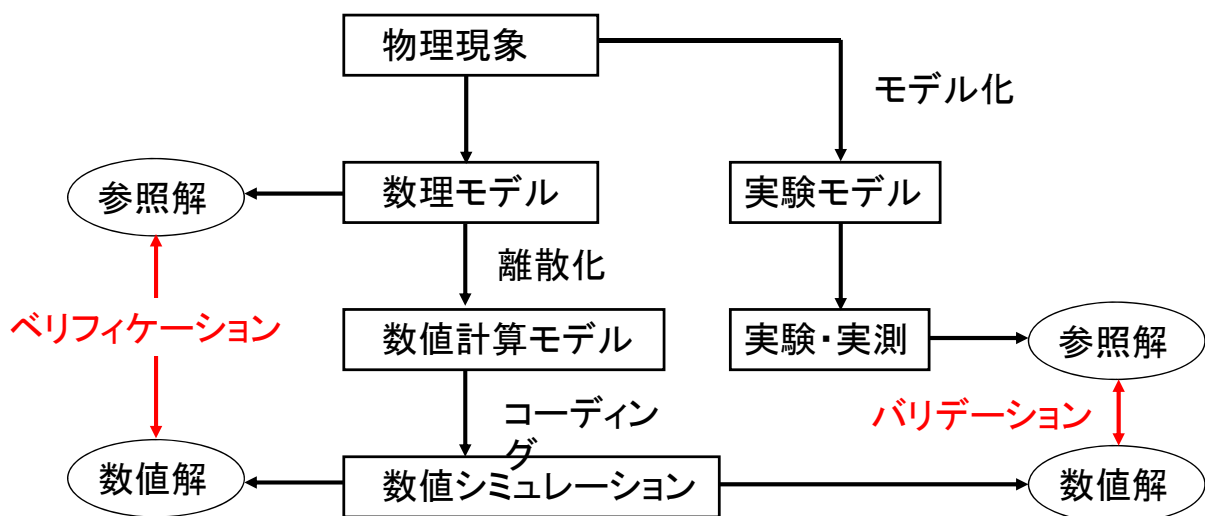 物理現象
モデル化
参照解
数理モデル
実験モデル
離散化
ベリフィケーション
数値計算モデル
実験・実測
参照解
コーディン
グ
バリデーション
数値解
数値シミュレーション
数値解